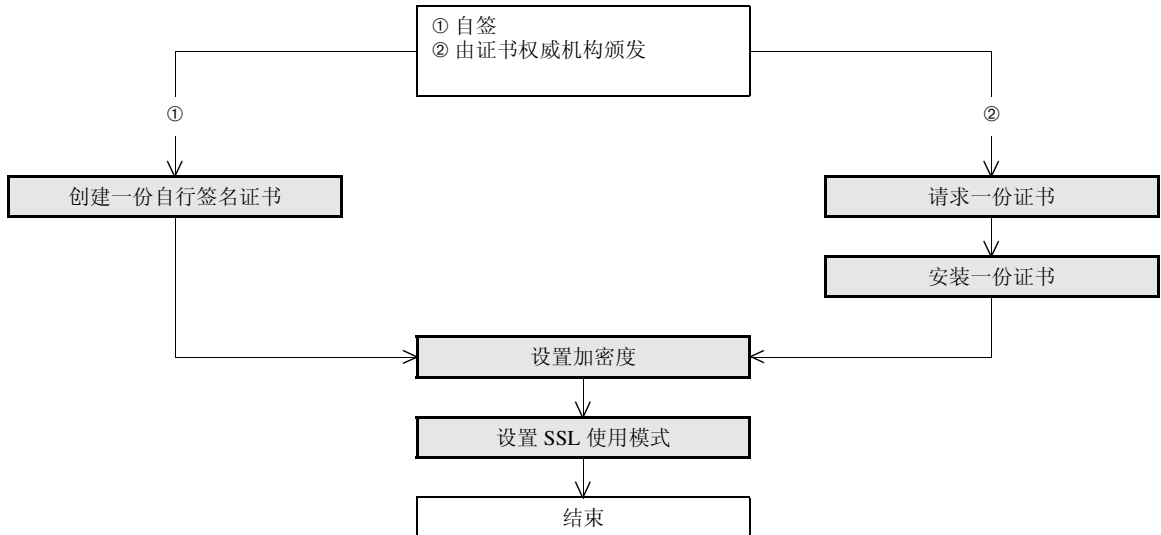 ① 自签
② 由证书权威机构颁发
①
②
创建一份自行签名证书
请求一份证书
安装一份证书
设置加密度
设置 SSL 使用模式
结束